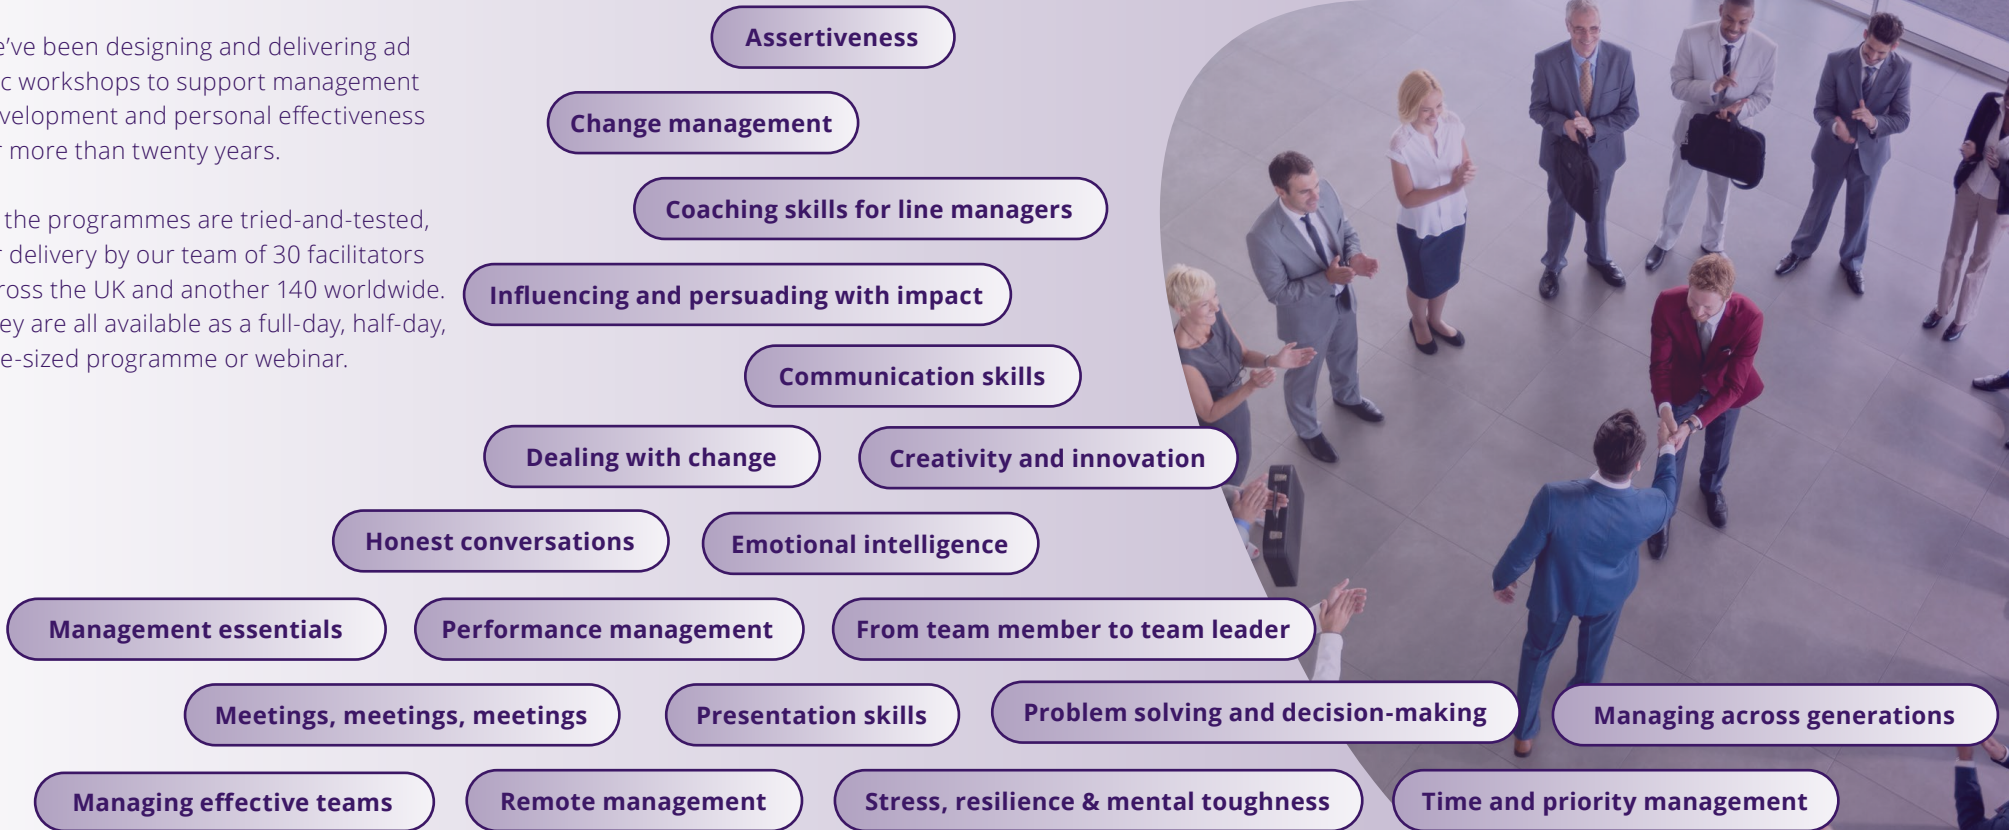 e've been designing and delivering ad
c workshops to support management
velopment and personal effectiveness
r more than twenty years.
the programmes are tried-and-tested,
r delivery by our team of 30 facilitators
ross the UK and another 140 worldwide.
ey are all available as a full-day, half-day,
e-sized programme or webinar.
Assertiveness
Change management
Coaching skills for line managers
Influencing and persuading with impact
Communication skills
Dealing with change
Creativity and innovation
Honest conversations
Emotional intelligence
Management essentials
Performance management
From team member to team leader
Meetings, meetings, meetings
Presentation skills
Problem solving and decision-making
Managing across generations
Managing effective teams
Remote management
Stress, resilience & mental toughness
Time and priority management